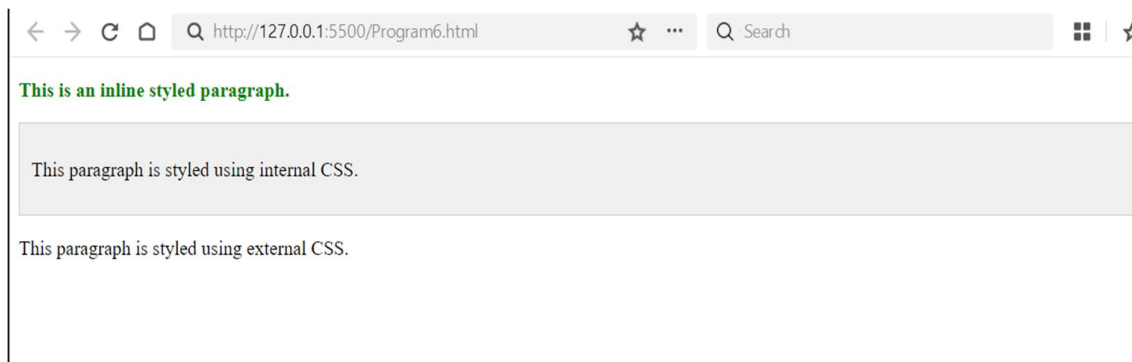 http://127.0.0.1:5500/Program6.html
Search
This is an inline styled paragraph.
This paragraph is styled using internal CSS.
This paragraph is styled using external CSS.